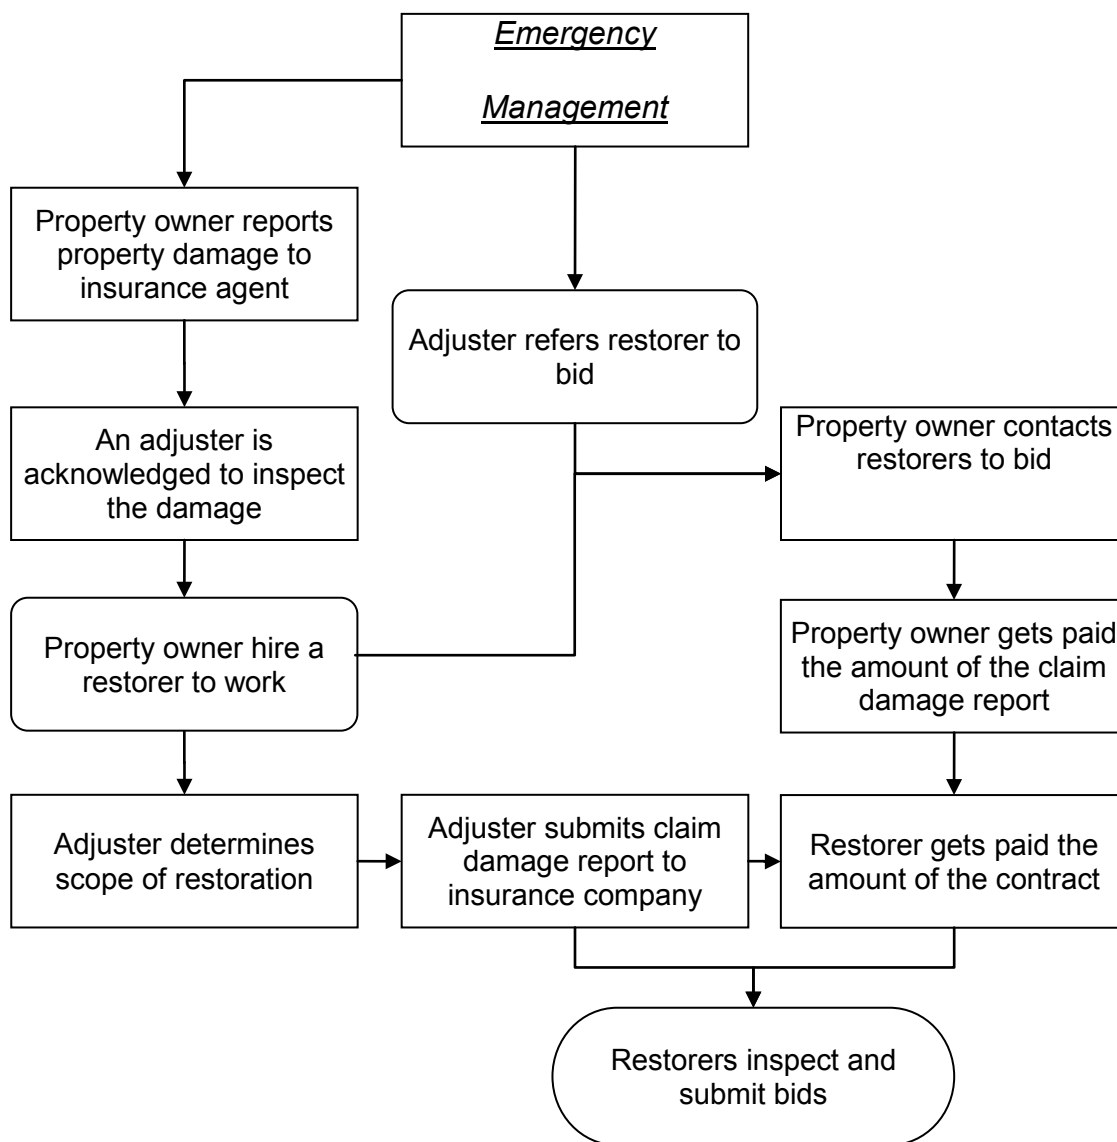 Emergency
Management
Property owner reports
property damage to
insurance agent
Adjuster refers restorer to
bid
An adjuster is
acknowledged to inspect
the damage
Property owner contacts
restorers to bid
Property owner hire a
restorer to work
Property owner gets paid
the amount of the claim
damage report
Adjuster determines
scope of restoration
Adjuster submits claim
damage report to
insurance company
Restorer gets paid the
amount of the contract
Restorers inspect and
submit bids